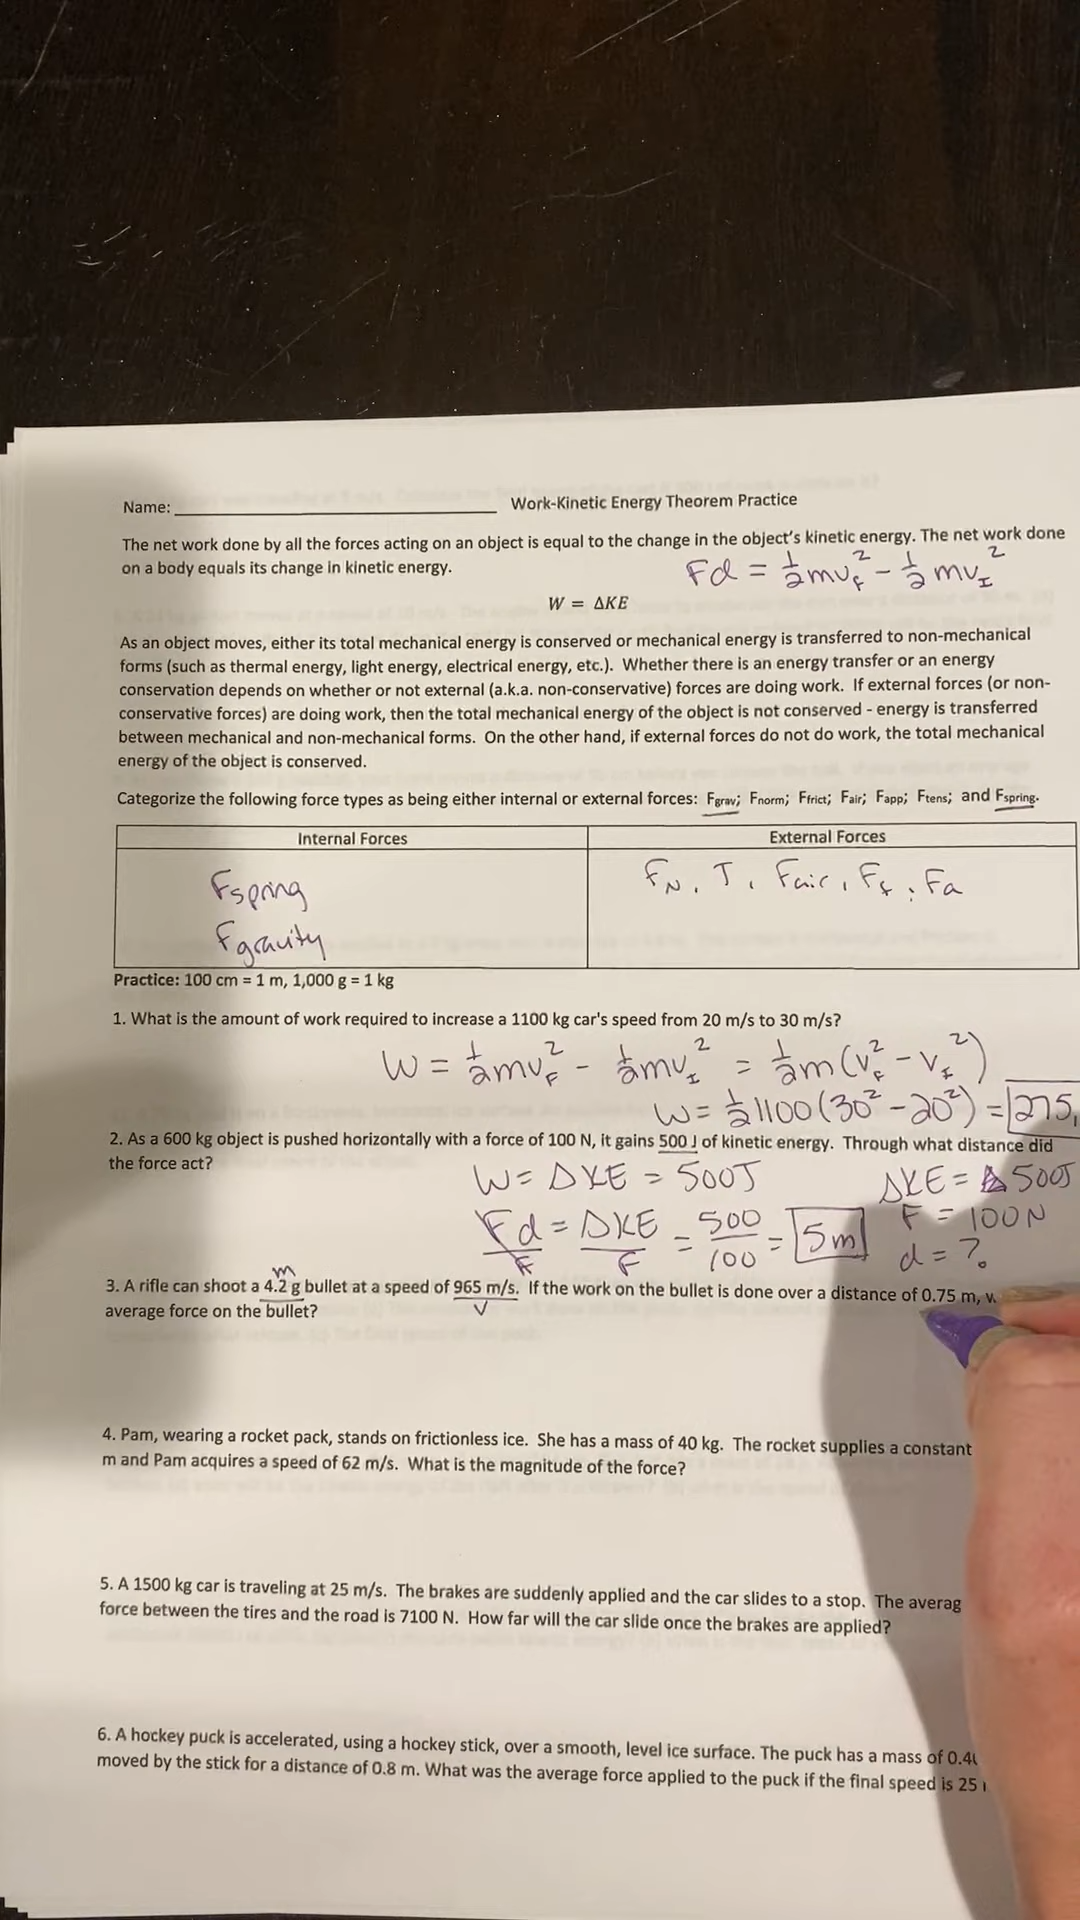 Name: ______ Work-Kinetic Energy Theorem Practice
The net work done by all the forces acting on an object is equal to the change in the object's kinetic energy. The net work done
on a body equals its change in kinetic energy.
Fd = ½mv_F² - ½mv_I²
W = ΔKE
As an object moves, either its total mechanical energy is conserved or mechanical energy is transferred to non-mechanical
forms (such as thermal energy, light energy, electrical energy, etc.). Whether there is an energy transfer or an energy
conservation depends on whether or not external (a.k.a. non-conservative) forces are doing work. If external forces (or non-
conservative forces) are doing work, then the total mechanical energy of the object is not conserved - energy is transferred
between mechanical and non-mechanical forms. On the other hand, if external forces do not do work, the total mechanical
energy of the object is conserved.
Categorize the following force types as being either internal or external forces: Fgrav; Fnorm; Ffrict; Fair; Fapp; Ftens; and Fspring.
Internal Forces
External Forces
Fspring
Fgravity
F_N, T, Fair, F_f, Fa
Practice: 100 cm = 1 m, 1,000 g = 1 kg
1. What is the amount of work required to increase a 1100 kg car's speed from 20 m/s to 30 m/s?
W = ½mv_F² - ½mv_I² = ½m(v_F² - v_I²)
W = ½1100(30² - 20²) = 275,
2. As a 600 kg object is pushed horizontally with a force of 100 N, it gains 500 J of kinetic energy. Through what distance did
the force act?
W = ΔKE = 500J
Fd/F = ΔKE/F = 500/100 = 5m
ΔKE = 500J
F = 100N
d = ?
m
3. A rifle can shoot a 4.2 g bullet at a speed of 965 m/s. If the work on the bullet is done over a distance of 0.75 m,
average force on the bullet?
v
4. Pam, wearing a rocket pack, stands on frictionless ice. She has a mass of 40 kg. The rocket supplies a constant
m and Pam acquires a speed of 62 m/s. What is the magnitude of the force?
5. A 1500 kg car is traveling at 25 m/s. The brakes are suddenly applied and the car slides to a stop. The averag
force between the tires and the road is 7100 N. How far will the car slide once the brakes are applied?
6. A hockey puck is accelerated, using a hockey stick, over a smooth, level ice surface. The puck has a mass of 0.4
moved by the stick for a distance of 0.8 m. What was the average force applied to the puck if the final speed is 25